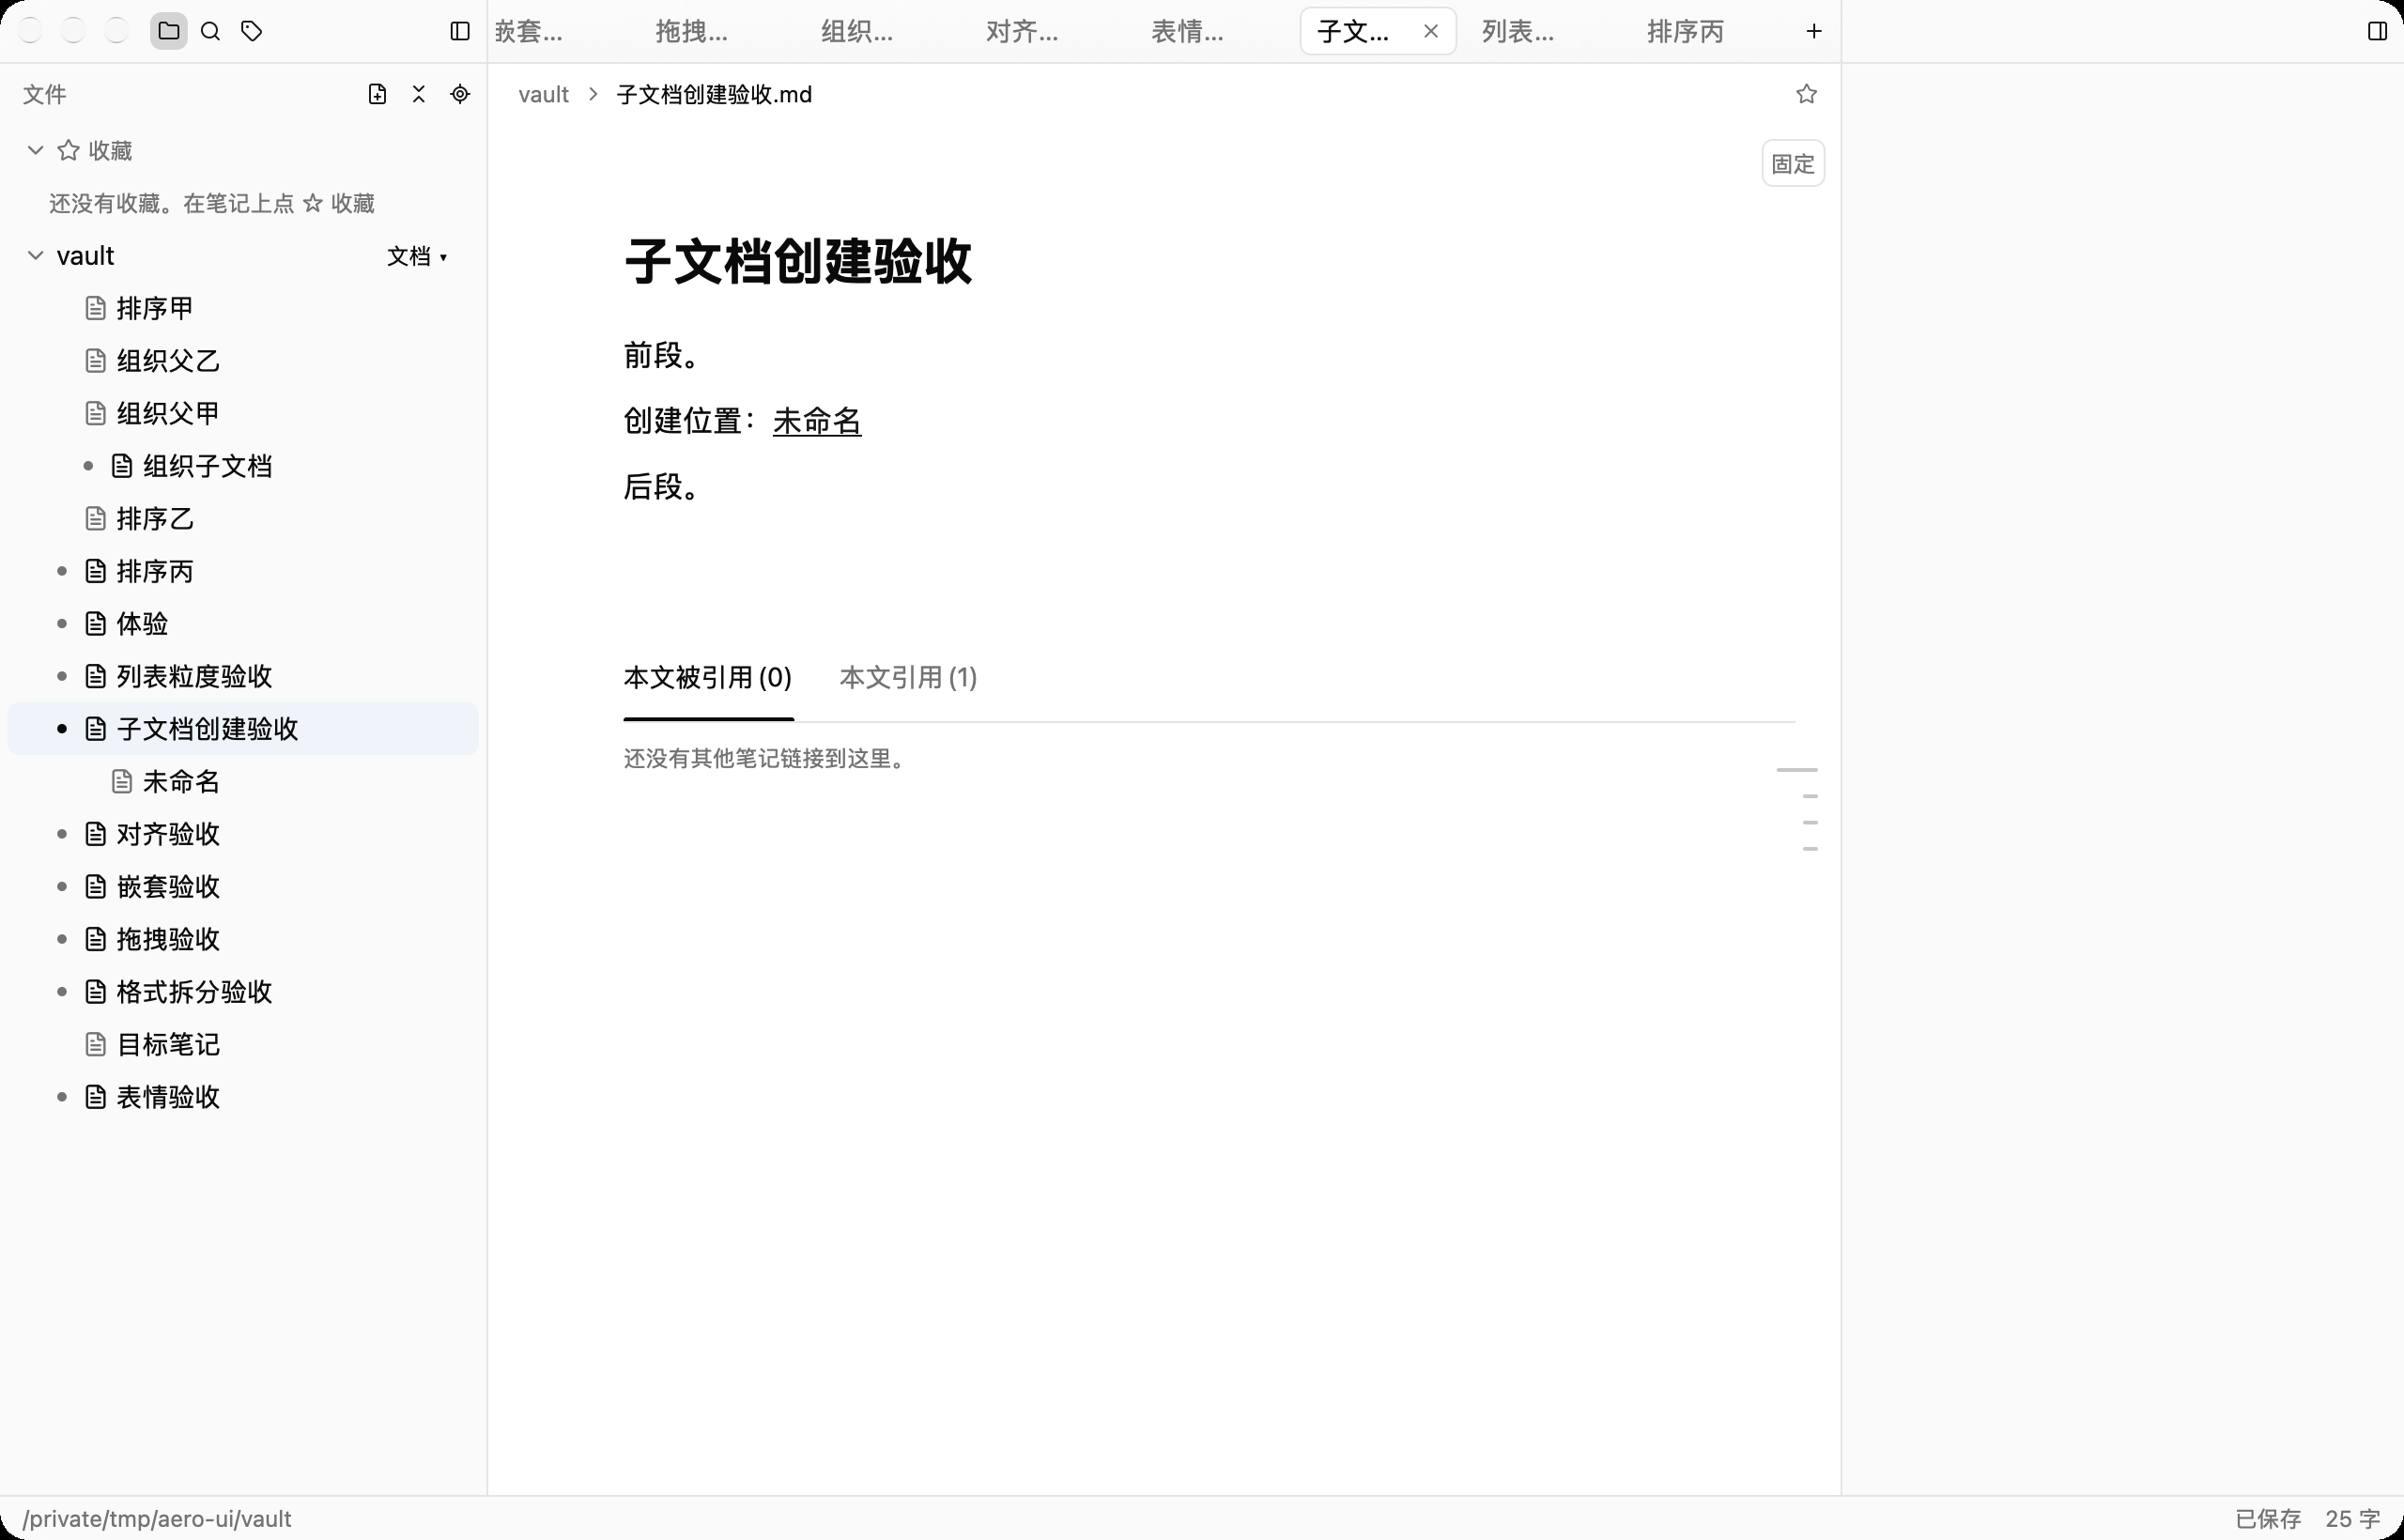 嵌套... 拖拽... 组织... 对齐... 表情... 子文... 列表... 排序丙
文件
收藏
还没有收藏。在笔记上点 ☆ 收藏
vault 文档
排序甲
组织父乙
组织父甲
组织子文档
排序乙
排序丙
体验
列表粒度验收
子文档创建验收
未命名
对齐验收
嵌套验收
拖拽验收
格式拆分验收
目标笔记
表情验收
vault > 子文档创建验收.md
固定
子文档创建验收
前段。
创建位置：未命名
后段。
本文被引用 (0) 本文引用 (1)
还没有其他笔记链接到这里。
/private/tmp/aero-ui/vault 已保存 25 字